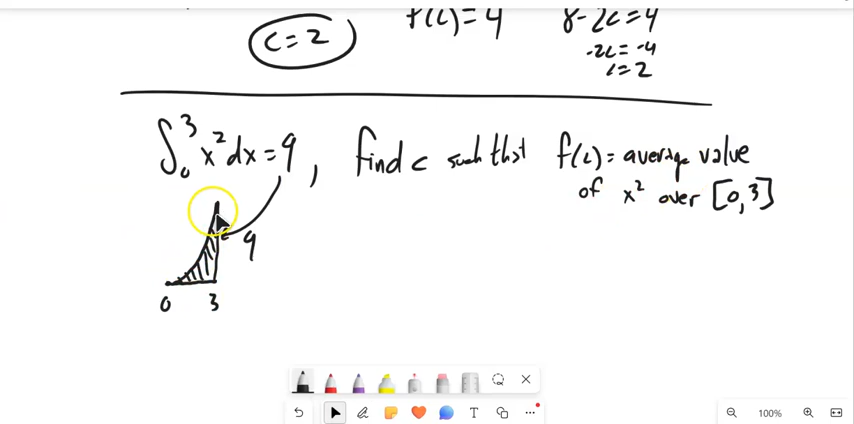 c = 2
f(c) = 4
8 - 2c = 4
-2c = -4
c = 2
∫₀³ x² dx = 9, find c such that f(c) = average value
of x² over [0,3]
9
0 3
T
100%